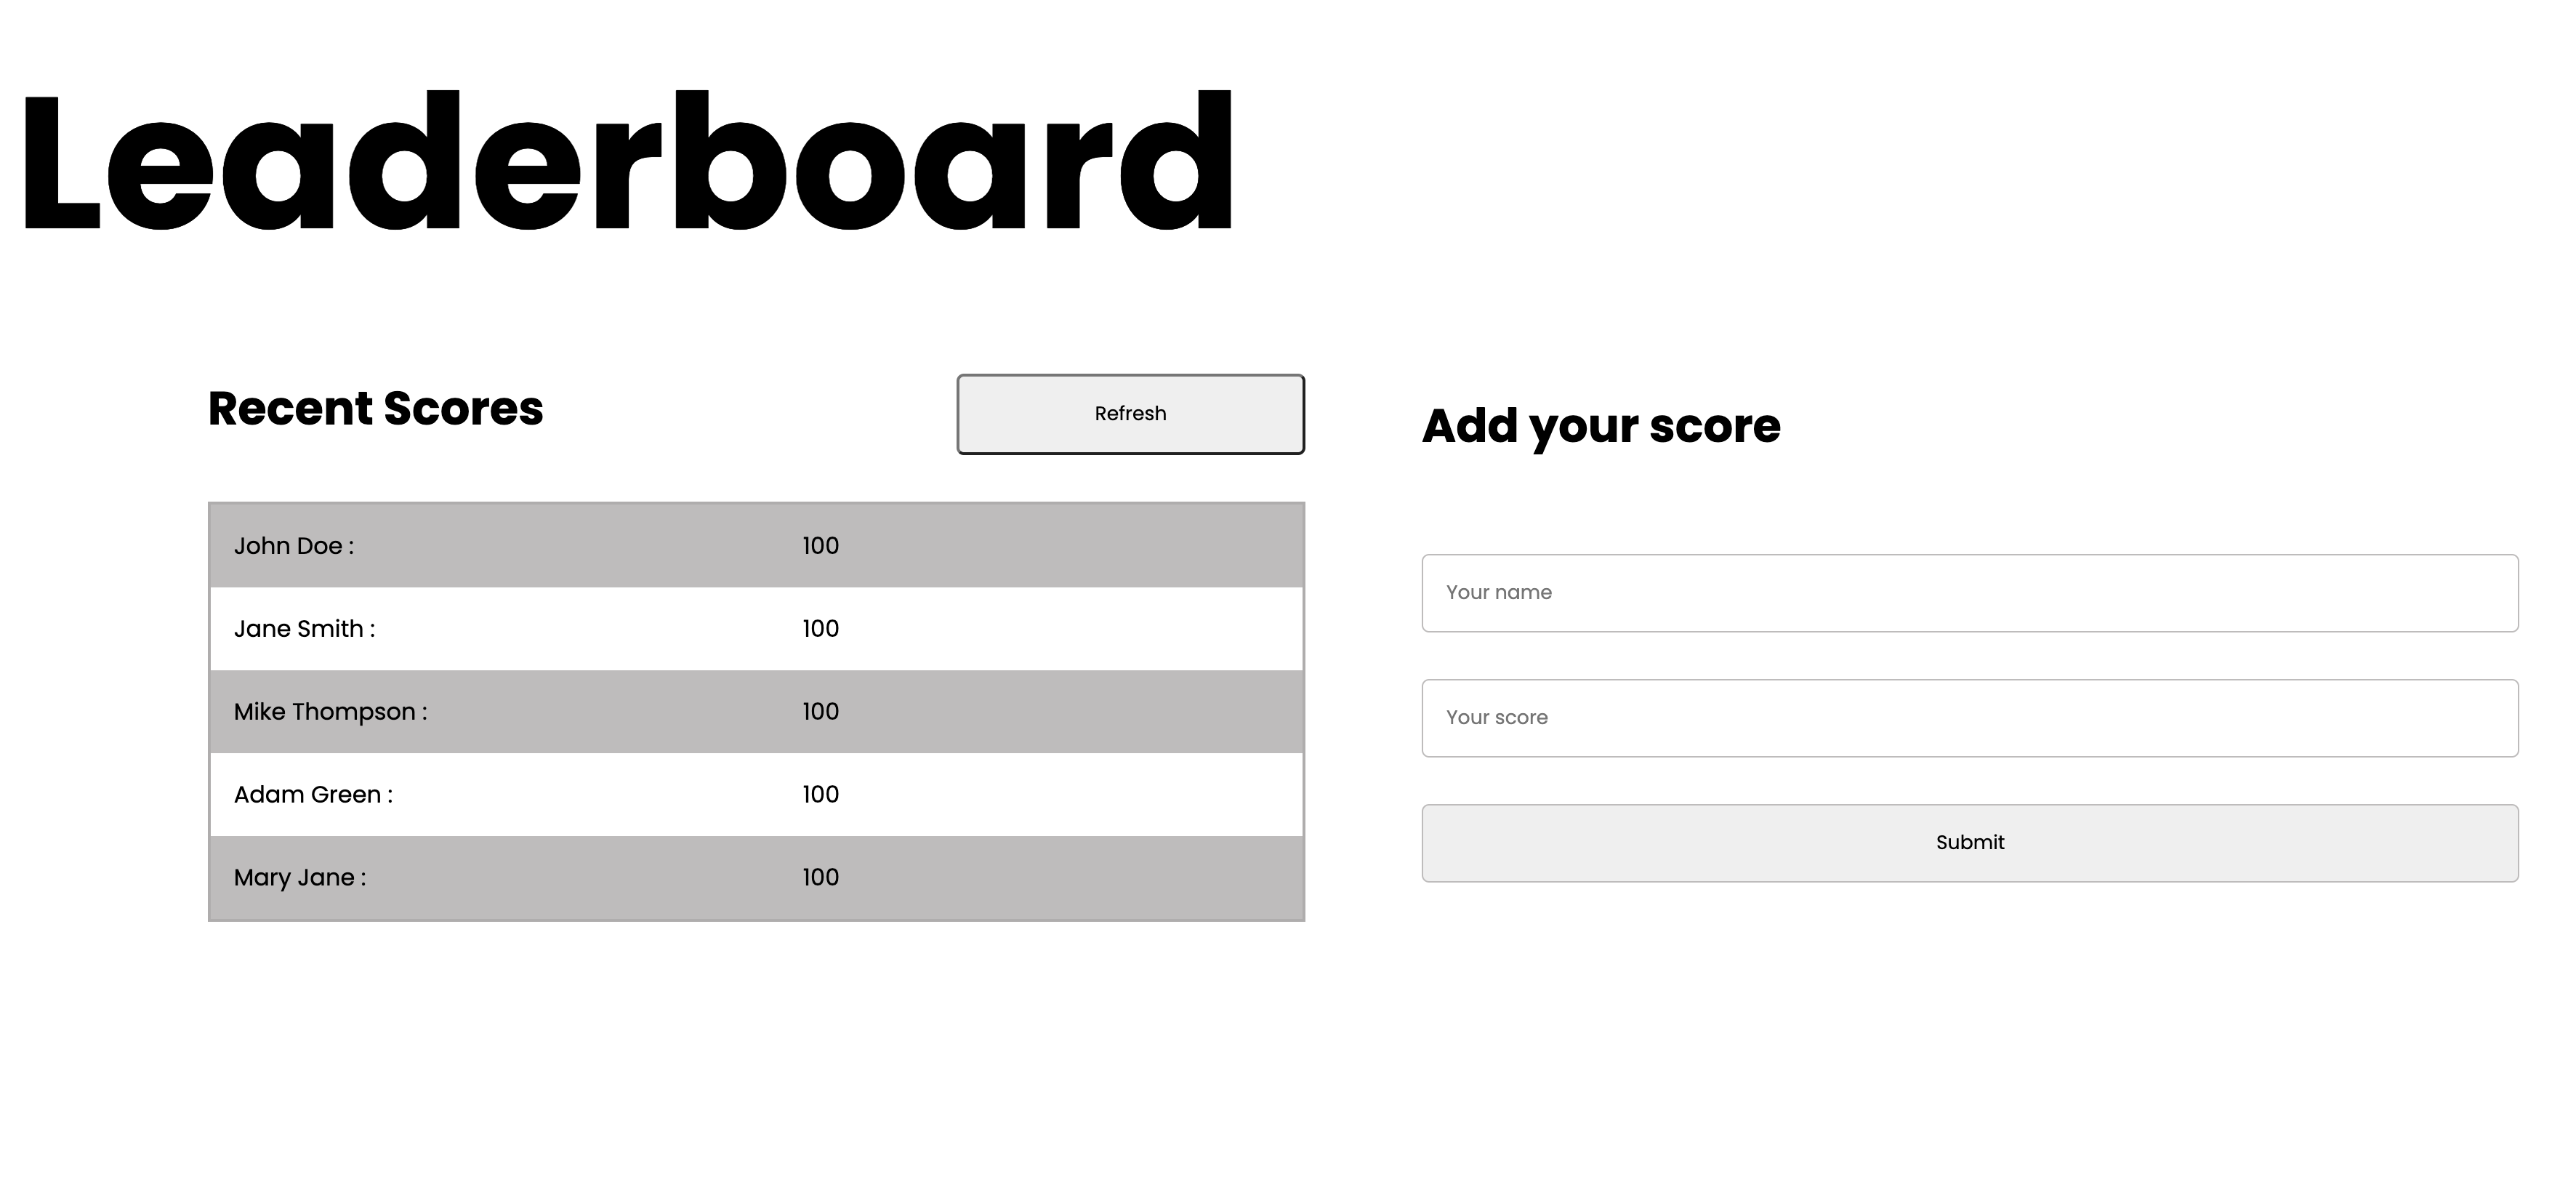 Leaderboard
Recent Scores
Refresh
John Doe : 100
Jane Smith : 100
Mike Thompson : 100
Adam Green : 100
Mary Jane : 100
Add your score
Your name
Your score
Submit